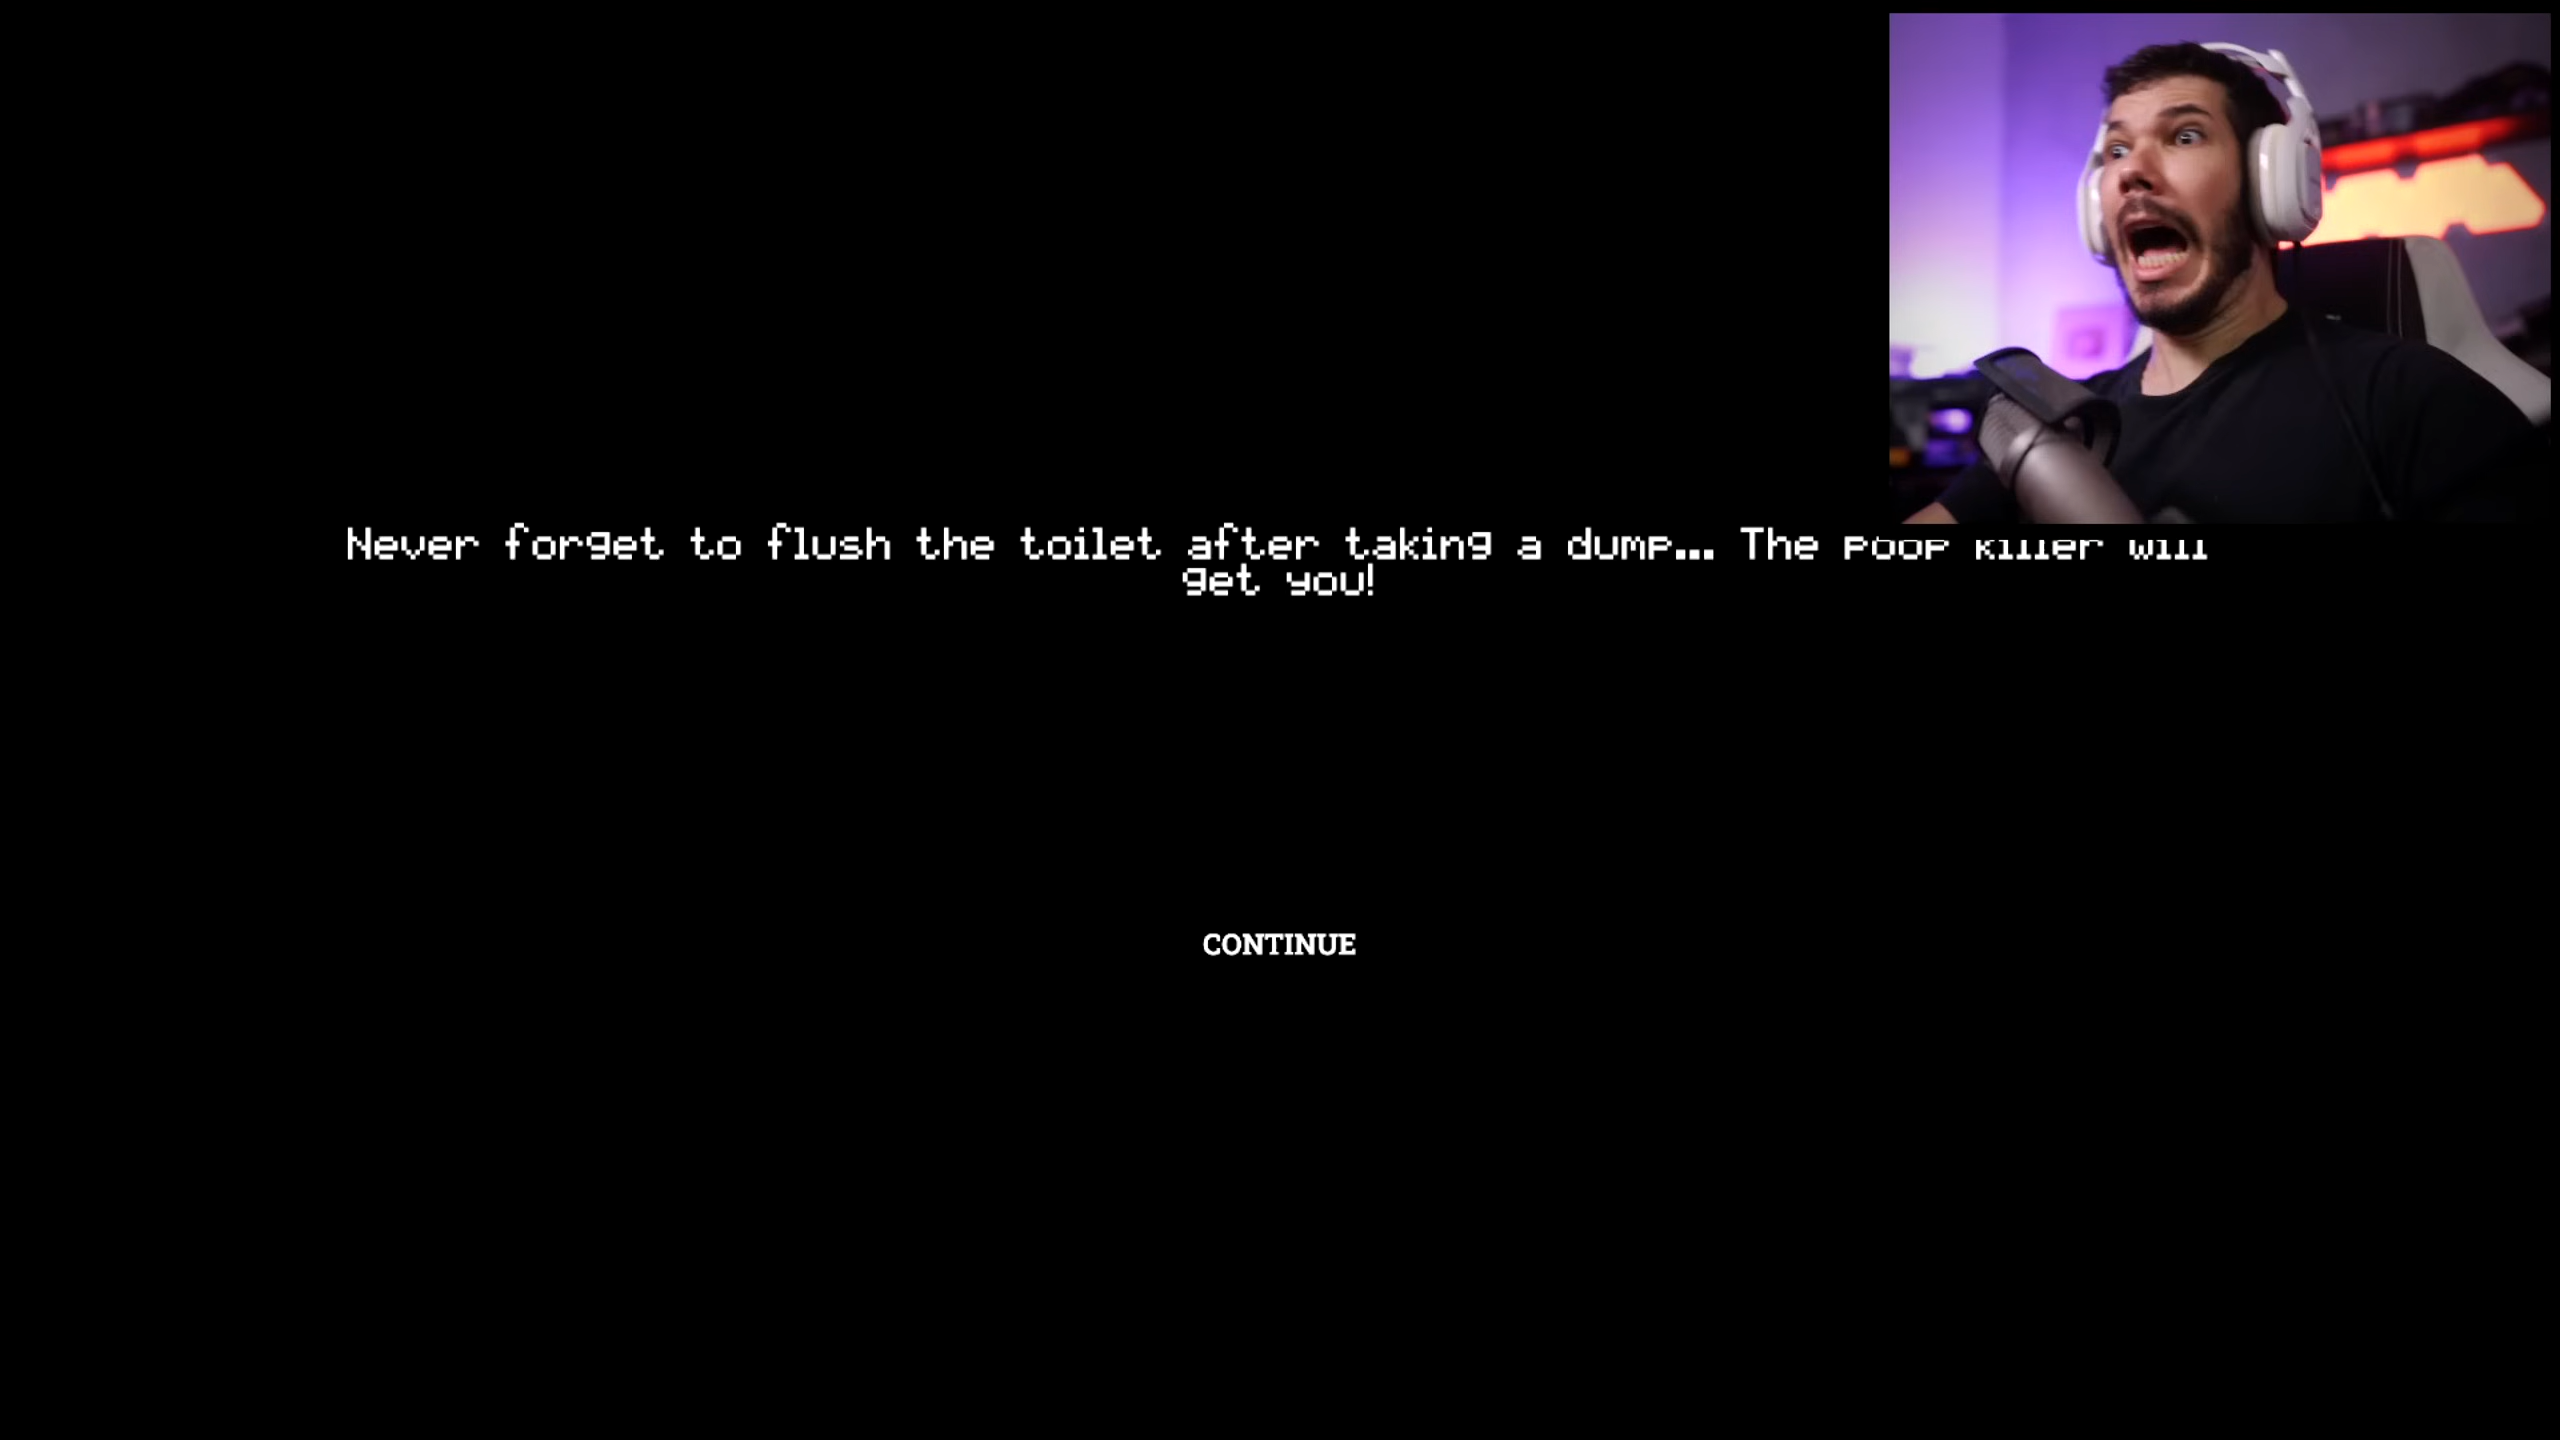 Never forget to flush the toilet after taking a dump... The poop killer will
get you!
CONTINUE